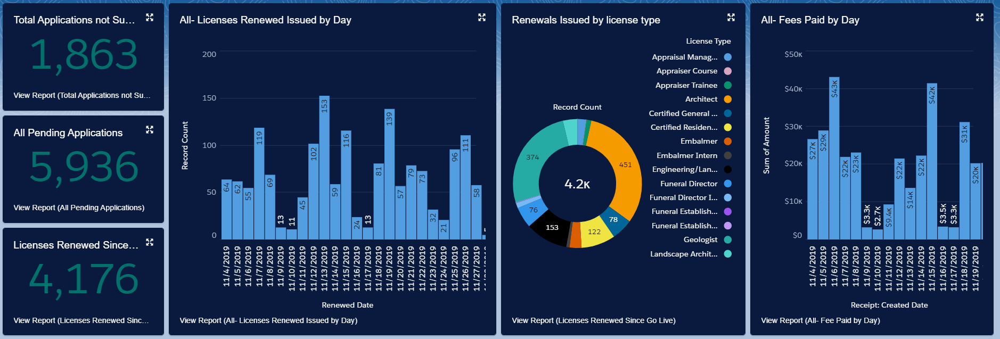 Total Applications not Su...
1,863
View Report (Total Applications not Su...
All Pending Applications
5,936
View Report (All Pending Applications)
Licenses Renewed Since...
4,176
View Report (Licenses Renewed Sinc...
All- Licenses Renewed Issued by Day
Record Count
200
150
100
50
0
64
62
55
119
69
13
11
45
102
153
59
116
24
13
81
139
57
79
73
32
21
96
111
58
11/4/2019
11/5/2019
11/6/2019
11/7/2019
11/8/2019
11/9/2019
11/10/2019
11/11/2019
11/12/2019
11/13/2019
11/14/2019
11/15/2019
11/16/2019
11/17/2019
11/18/2019
11/19/2019
11/20/2019
11/21/2019
11/22/2019
11/23/2019
11/24/2019
11/25/2019
11/26/2019
11/27/2019
Renewed Date
View Report (All- Licenses Renewed Issued by Day)
Renewals Issued by license type
License Type
Appraisal Manag...
Appraiser Course
Appraiser Trainee
Architect
Certified General ...
Certified Residen...
Embalmer
Embalmer Intern
Engineering/Lan...
Funeral Director
Funeral Director I...
Funeral Establish...
Funeral Establish...
Geologist
Landscape Archit...
Record Count
451
78
122
153
76
374
4.2K
View Report (Licenses Renewed Since Go Live)
All- Fees Paid by Day
Sum of Amount
$50K
$40K
$30K
$20K
$10K
$0
$27K
$29K
$43K
$22K
$23K
$3.3K
$2.7K
$9.4K
$22K
$14K
$22K
$42K
$3.5K
$3.3K
$31K
$20K
11/4/2019
11/5/2019
11/6/2019
11/7/2019
11/8/2019
11/9/2019
11/10/2019
11/11/2019
11/12/2019
11/13/2019
11/14/2019
11/15/2019
11/16/2019
11/17/2019
11/18/2019
11/19/2019
Receipt: Created Date
View Report (All- Fee Paid by Day)